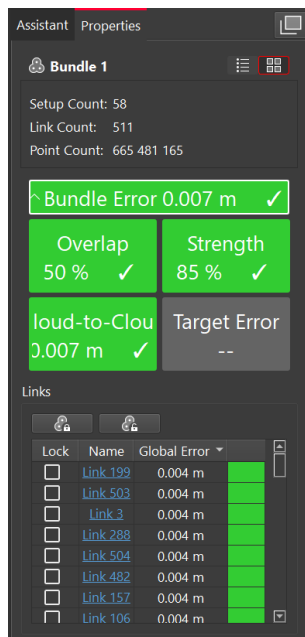 Assistant Properties
Bundle 1
Setup Count: 58
Link Count: 511
Point Count: 665 481 165
Bundle Error 0.007 m
Overlap Strength
50 % 85 %
loud-to-Clou Target Error
0.007 m --
Links
Lock Name Global Error
Link 199 0.004 m
Link 503 0.004 m
Link 3 0.004 m
Link 288 0.004 m
Link 504 0.004 m
Link 482 0.004 m
Link 157 0.004 m
Link 106 0.004 m